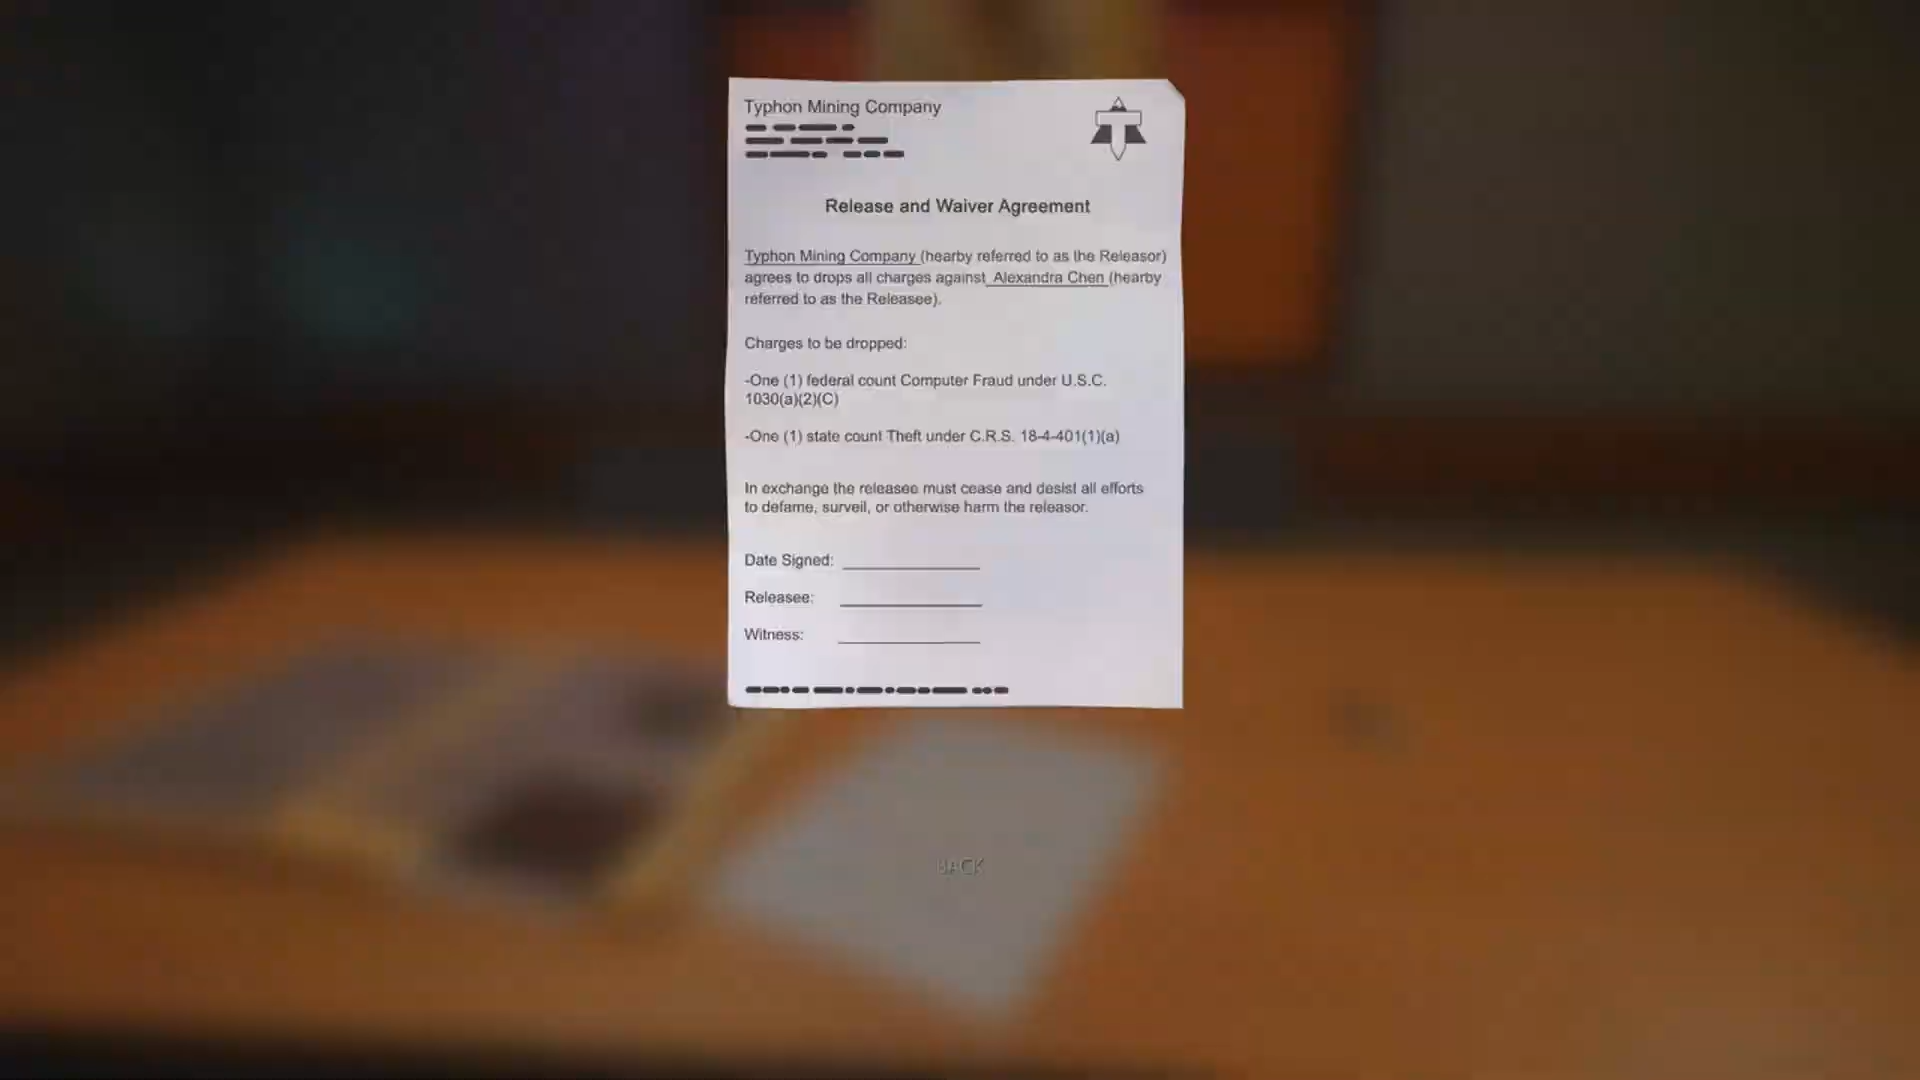 Typhon Mining Company
Release and Waiver Agreement
Typhon Mining Company (hearby referred to as the Releasor)
agrees to drops all charges against Alexandra Chen (hearby
referred to as the Releasee).
Charges to be dropped:
-One (1) federal count Computer Fraud under U.S.C.
1030(a)(2)(C)
-One (1) state count Theft under C.R.S. 18-4-401(1)(a)
In exchange the releasee must cease and desist all efforts
to defame, surveil, or otherwise harm the releasor.
Date Signed:
Releasee:
Witness:
BACK